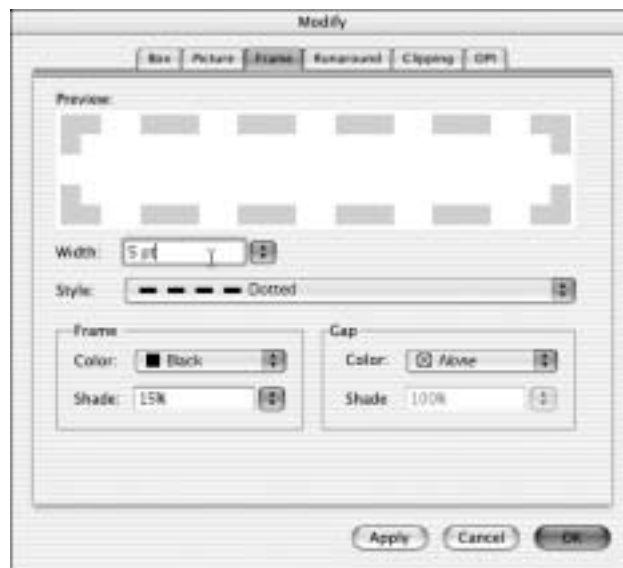 Modify
Box Picture Frame Runaround Clipping OPI
Preview:
Width: 5 pt
Style: Dotted
Frame Gap
Color: Black Color: None
Shade: 15% Shade 100%
Apply Cancel OK